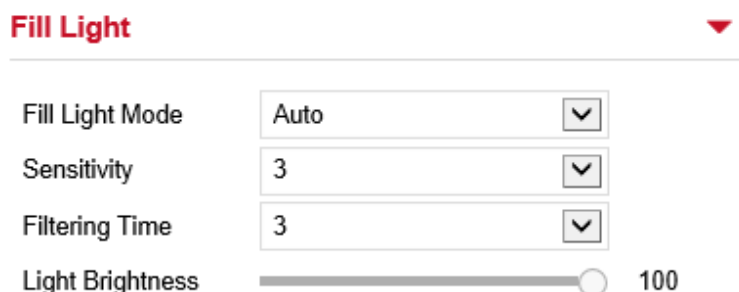 Fill Light
Fill Light Mode Auto
Sensitivity 3
Filtering Time 3
Light Brightness 100